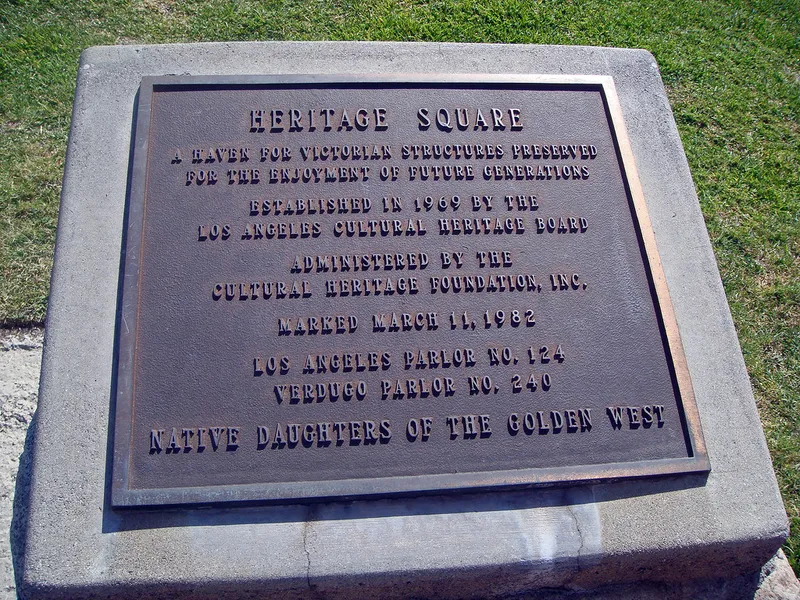 HERITAGE SQUARE
A HAVEN FOR VICTORIAN STRUCTURES PRESERVED
FOR THE ENJOYMENT OF FUTURE GENERATIONS
ESTABLISHED IN 1969 BY THE
LOS ANGELES CULTURAL HERITAGE BOARD
ADMINISTERED BY THE
CULTURAL HERITAGE FOUNDATION, INC.
MARKED MARCH 11, 1982
LOS ANGELES PARLOR NO. 124
VERDUGO PARLOR NO. 240
NATIVE DAUGHTERS OF THE GOLDEN WEST